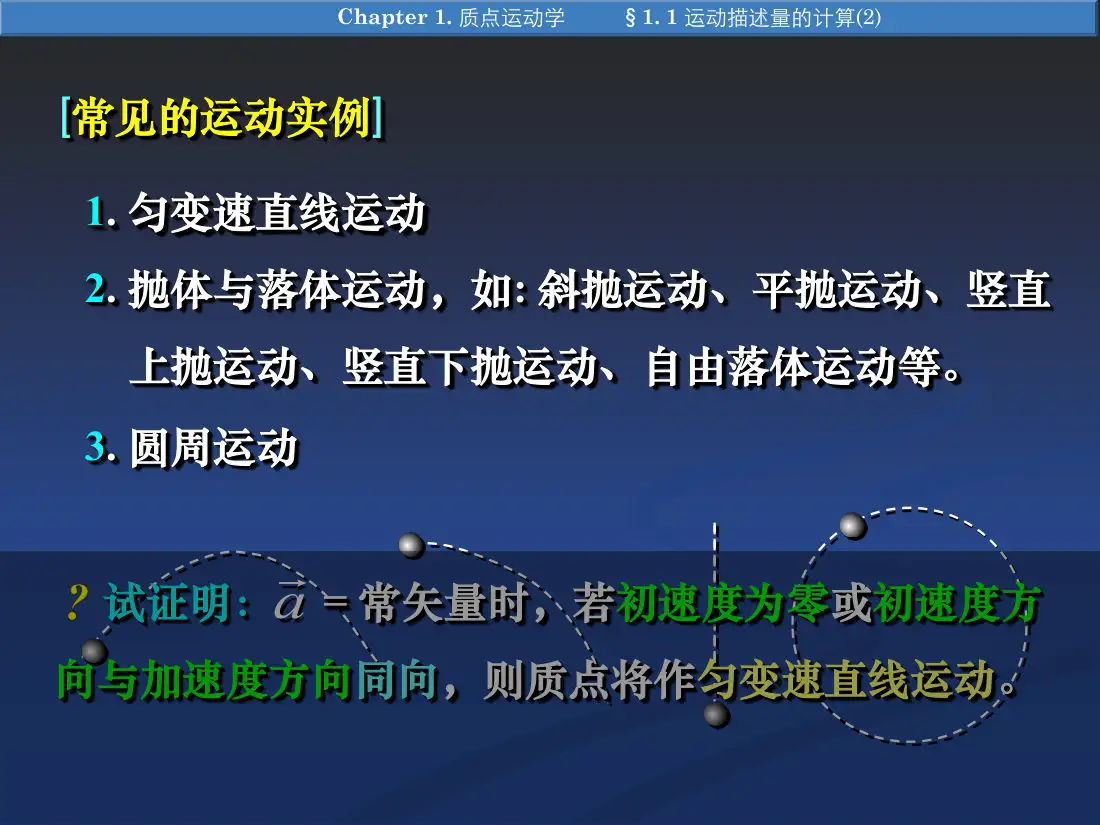 Chapter 1. 质点运动学 §1. 1 运动描述量的计算(2)
[常见的运动实例]
1. 匀变速直线运动
2. 抛体与落体运动，如: 斜抛运动、平抛运动、竖直
上抛运动、竖直下抛运动、自由落体运动等。
3. 圆周运动
? 试证明: \vec{a} = 常矢量时，若初速度为零或初速度方
向与加速度方向同向，则质点将作匀变速直线运动。